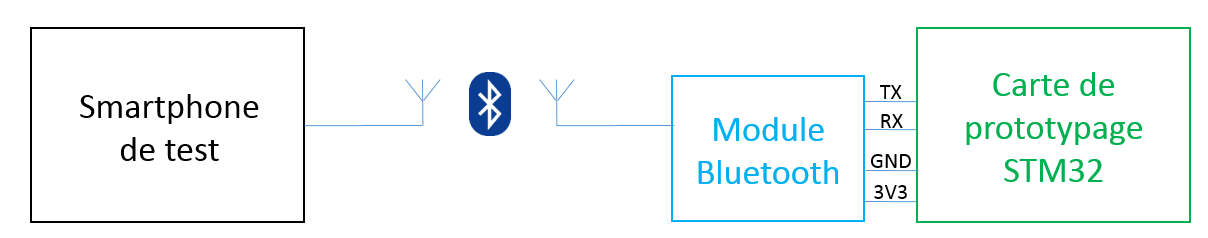 Smartphone
de test
Module
Bluetooth
TX
RX
GND
3V3
Carte de
prototypage
STM32